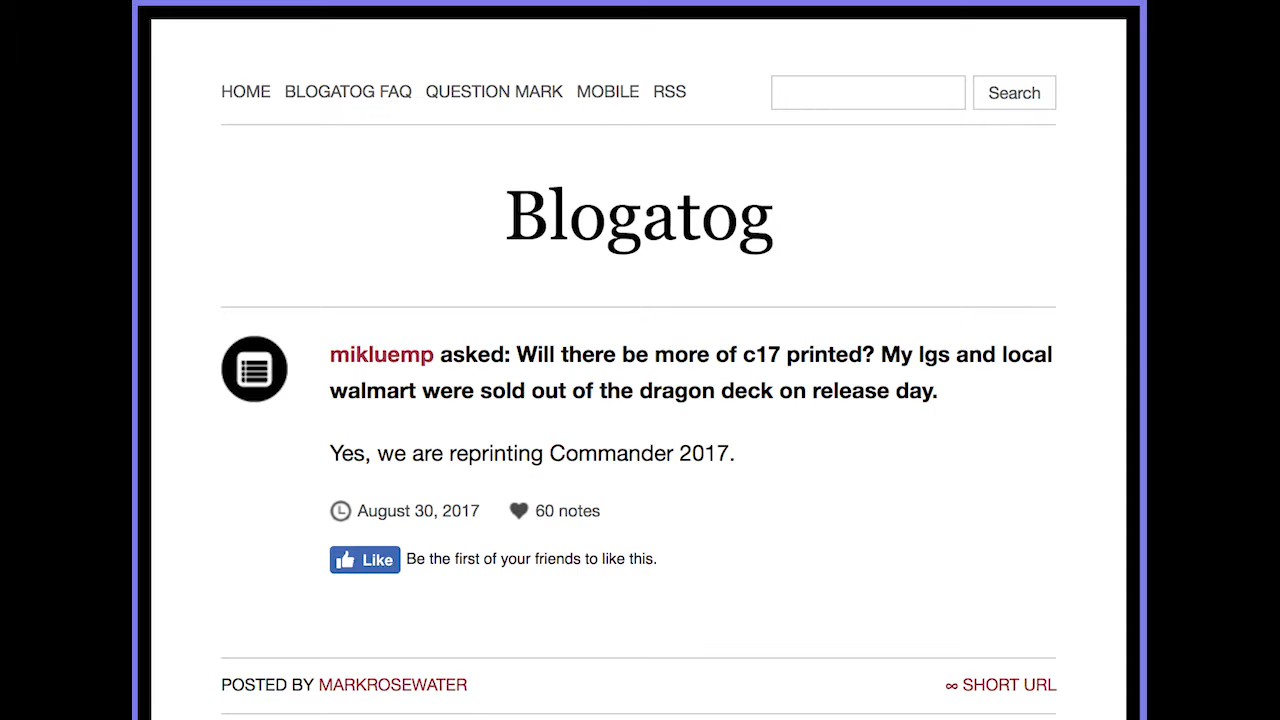 HOME BLOGATOG FAQ QUESTION MARK MOBILE RSS Search
Blogatog
mikluemp asked: Will there be more of c17 printed? My lgs and local
walmart were sold out of the dragon deck on release day.
Yes, we are reprinting Commander 2017.
August 30, 2017 60 notes
Like Be the first of your friends to like this.
POSTED BY MARKROSEWATER ∞ SHORT URL